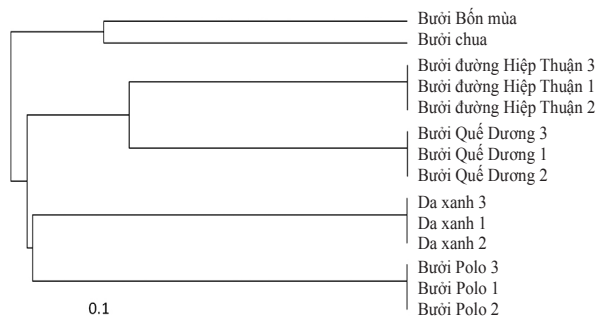 Bưởi Bốn mùa
Bưởi chua
Bưởi đường Hiệp Thuận 3
Bưởi đường Hiệp Thuận 1
Bưởi đường Hiệp Thuận 2
Bưởi Quế Dương 3
Bưởi Quế Dương 1
Bưởi Quế Dương 2
Da xanh 3
Da xanh 1
Da xanh 2
Bưởi Polo 3
Bưởi Polo 1
Bưởi Polo 2
0.1